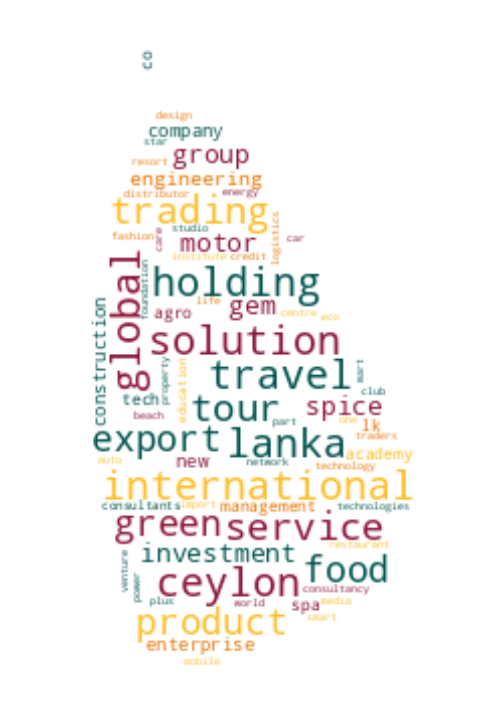 co
design
company
star
group
resort
engineering
distributor energy
trading
fashion care studio motor car logistics
institute credit
global foundation holding
life gem centre eco
agro
construction solution
travel mart
property education club
tech tour spice
beach part one lk
export lanka traders
academy
auto new network technology
international
consultants import management technologies
green service
restaurant
investment
venture power ceylon food
consultancy
plus world spa media
product smart
enterprise
mobile